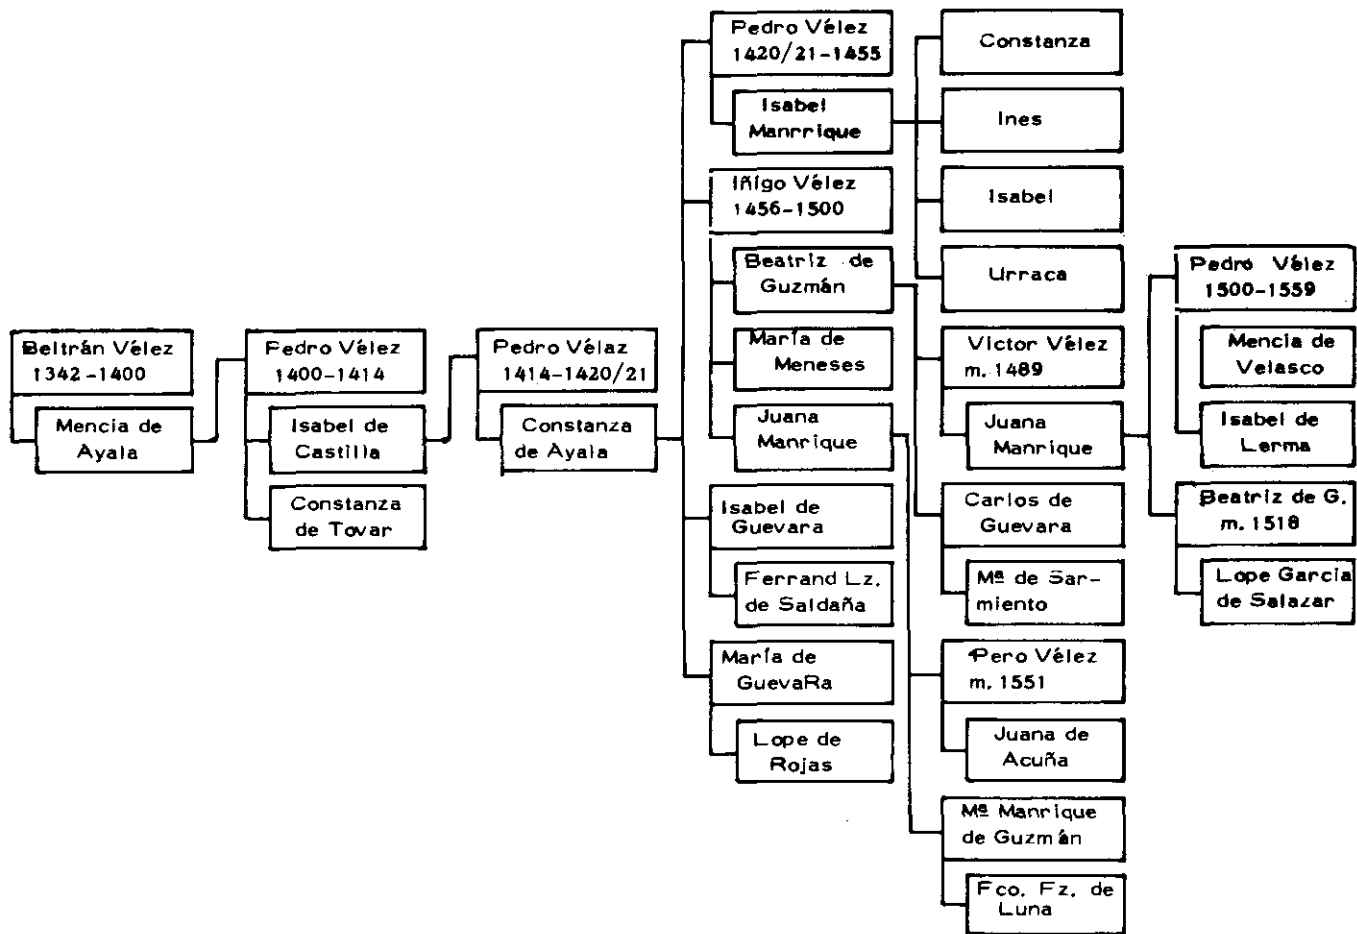 Beltrán Vélez
1342-1400
Mencia de
Ayala
Pedro Vélez
1400-1414
Isabel de
Castilla
Constanza
de Tovar
Pedro Vélaz
1414-1420/21
Constanza
de Ayala
Pedro Vélez
1420/21-1455
Isabel
Manrrique
Iñigo Vélez
1456-1500
Beatriz de
Guzmán
María de
Meneses
Juana
Manrique
Isabel de
Guevara
Ferrand Lz.
de Saldaña
María de
GuevaRa
Lope de
Rojas
Constanza
Ines
Isabel
Urraca
Victor Vélez
m. 1489
Juana
Manrique
Carlos de
Guevara
Mª de Sar-
miento
Pero Vélez
m. 1551
Juana de
Acuña
Mª Manrique
de Guzmán
Fco. Fz. de
Luna
Pedro Vélez
1500-1559
Mencia de
Velasco
Isabel de
Lerma
Beatriz de G.
m. 1518
Lope García
de Salazar